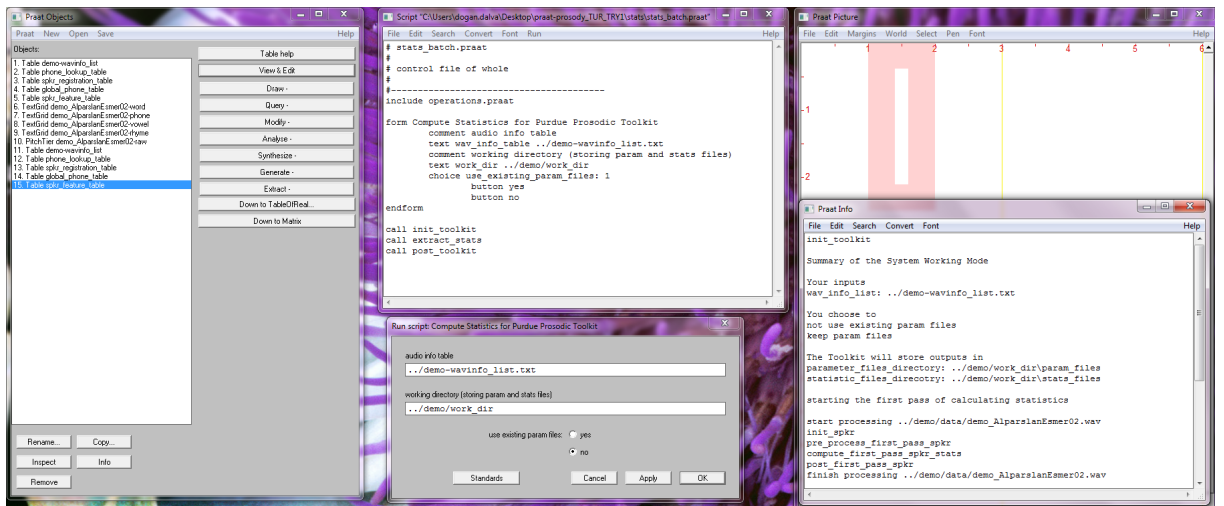 Praat Objects
Praat New Open Save Help
Objects:
1. Table demo-wavinfo_list
2. Table phone_lookup_table
3. Table spkr_registration_table
4. Table global_phone_table
5. Table spkr_feature_table
6. TextGrid demo_AlparslanEsmer02-word
7. TextGrid demo_AlparslanEsmer02-phone
8. TextGrid demo_AlparslanEsmer02-vowel
9. TextGrid demo_AlparslanEsmer02-rhyme
10. PitchTier demo_AlparslanEsmer02-raw
11. Table demo-wavinfo_list
12. Table phone_lookup_table
13. Table spkr_registration_table
14. Table global_phone_table
15. Table spkr_feature_table
Table help
View & Edit
Draw -
Query -
Modify -
Analyse -
Synthesize -
Generate -
Extract -
Down to TableOfReal...
Down to Matrix
Rename... Copy...
Inspect Info
Remove
Script "C:\Users\dogan.dalva\Desktop\praat-prosody_TUR_TRY1\stats\stats_batch.praat"
File Edit Search Convert Font Run Help
# stats_batch.praat
#
# control file of whole
#
#---------------------------------------
include operations.praat
form Compute Statistics for Purdue Prosodic Toolkit
comment audio info table
text wav_info_table ../demo-wavinfo_list.txt
comment working directory (storing param and stats files)
text work_dir ../demo/work_dir
choice use_existing_param_files: 1
button yes
button no
endform
call init_toolkit
call extract_stats
call post_toolkit
Run script: Compute Statistics for Purdue Prosodic Toolkit
audio info table
../demo-wavinfo_list.txt
working directory (storing param and stats files)
../demo/work_dir
use existing param files: yes
no
Standards Cancel Apply OK
Praat Picture
File Edit Margins World Select Pen Font Help
1 2 3 4 5 6
1
2
Praat Info
File Edit Search Convert Font Help
init_toolkit
Summary of the System Working Mode
Your inputs
wav_info_list: ../demo-wavinfo_list.txt
You choose to
not use existing param files
keep param files
The Toolkit will store outputs in
parameter_files_directory: ../demo/work_dir\param_files
statistic_files_direcotry: ../demo/work_dir\stats_files
starting the first pass of calculating statistics
start processing ../demo/data/demo_AlparslanEsmer02.wav
init_spkr
pre_process_first_pass_spkr
compute_first_pass_spkr_stats
post_first_pass_spkr
finish processing ../demo/data/demo_AlparslanEsmer02.wav